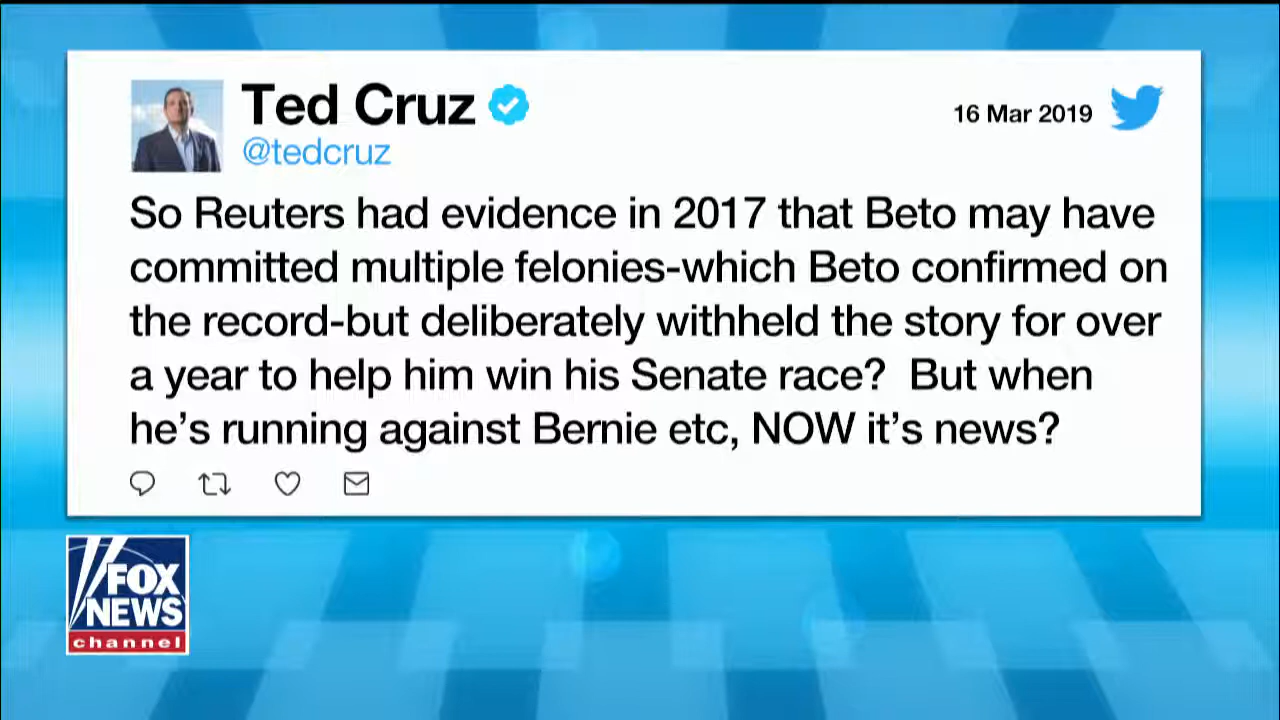 Ted Cruz
16 Mar 2019
@tedcruz
So Reuters had evidence in 2017 that Beto may have
committed multiple felonies-which Beto confirmed on
the record-but deliberately withheld the story for over
a year to help him win his Senate race?  But when
he’s running against Bernie etc, NOW it’s news?
FOX
NEWS
channel